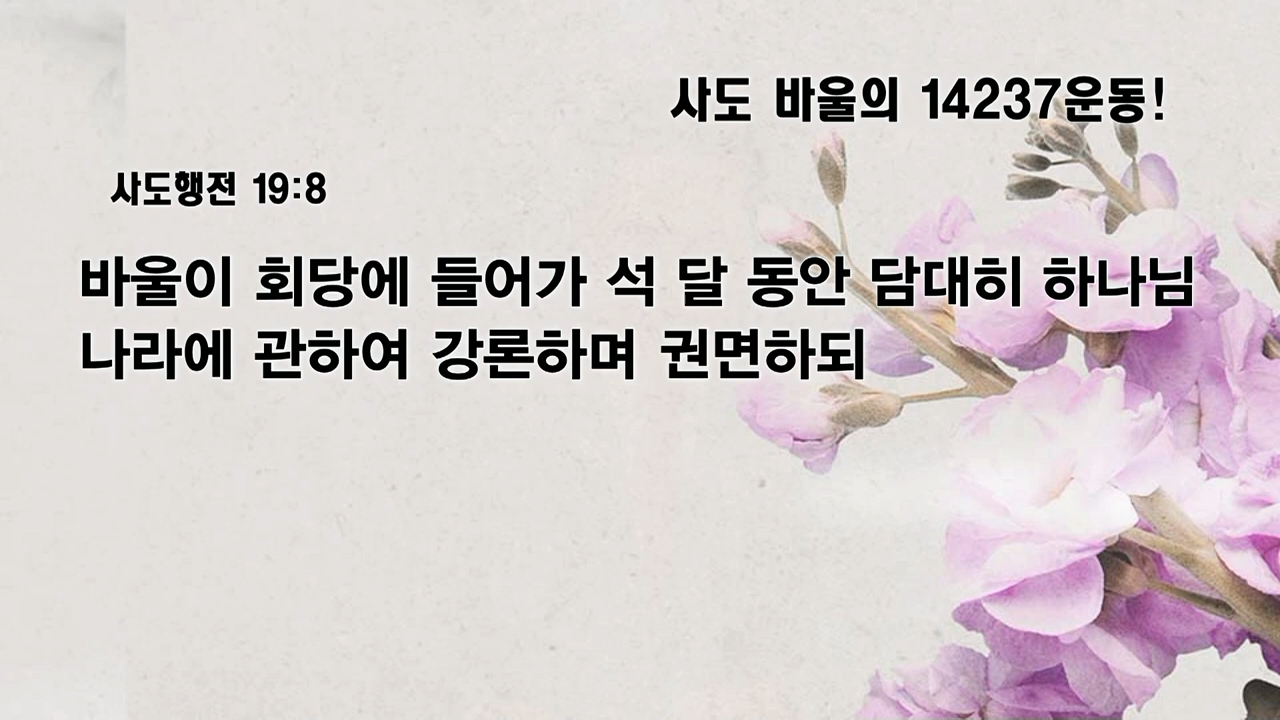 사도 바울의 14237운동!
사도행전 19:8
바울이 회당에 들어가 석 달 동안 담대히 하나님
나라에 관하여 강론하며 권면하되